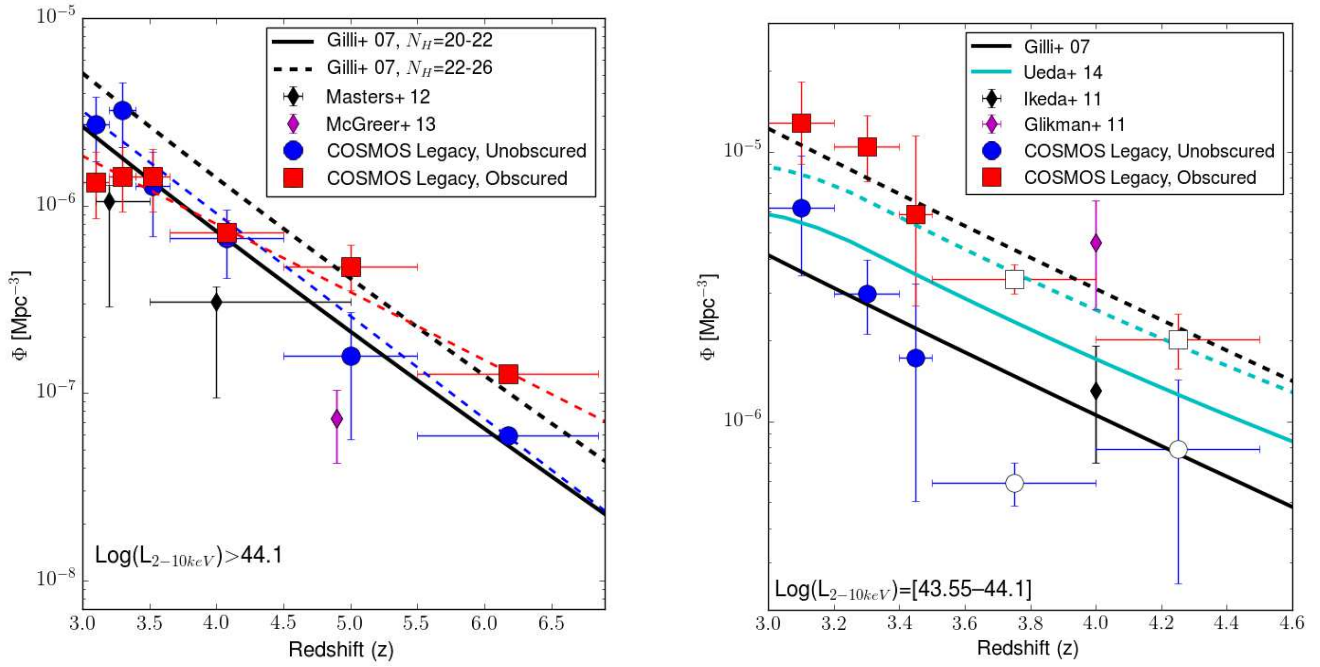 10⁻⁵
10⁻⁶
10⁻⁷
10⁻⁸
Φ [Mpc⁻³]
Gilli+ 07, N_H=20-22
Gilli+ 07, N_H=22-26
Masters+ 12
McGreer+ 13
COSMOS Legacy, Unobscured
COSMOS Legacy, Obscured
Log(L₂₋₁₀keV)>44.1
3.0 3.5 4.0 4.5 5.0 5.5 6.0 6.5
Redshift (z)
10⁻⁵
10⁻⁶
Φ [Mpc⁻³]
Gilli+ 07
Ueda+ 14
Ikeda+ 11
Glikman+ 11
COSMOS Legacy, Unobscured
COSMOS Legacy, Obscured
Log(L₂₋₁₀keV)=[43.55–44.1]
3.0 3.2 3.4 3.6 3.8 4.0 4.2 4.4 4.6
Redshift (z)